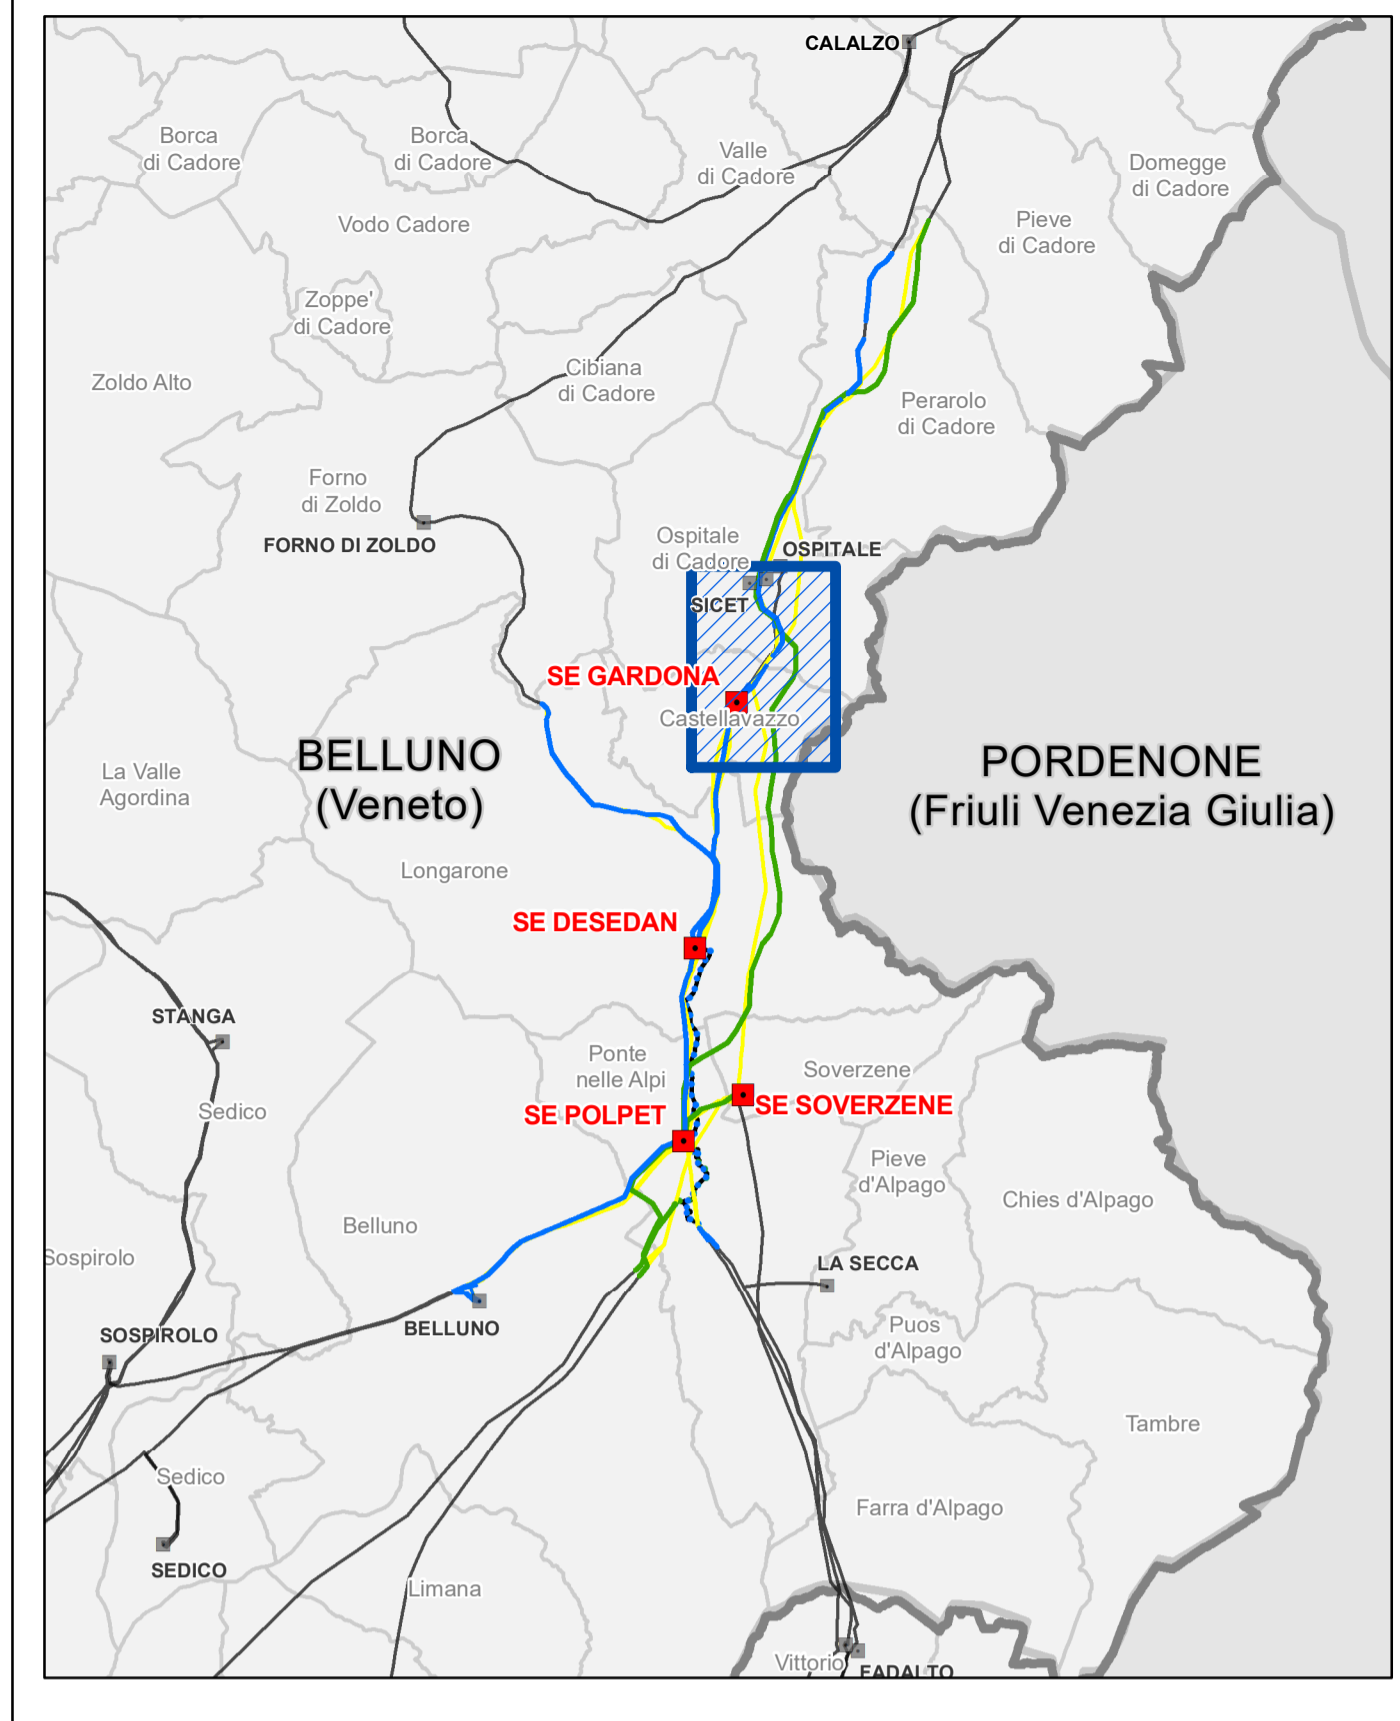 CALALZO
Borca
di Cadore
Borca
di Cadore
Valle
di Cadore
Domegge
di Cadore
Vodo Cadore
Pieve
di Cadore
Zoppe'
di Cadore
Zoldo Alto
Cibiana
di Cadore
Perarolo
di Cadore
Forno
di Zoldo
FORNO DI ZOLDO
Ospitale
di Cadore
OSPITALE
SICET
SE GARDONA
Castellavazzo
BELLUNO
(Veneto)
PORDENONE
(Friuli Venezia Giulia)
La Valle
Agordina
Longarone
SE DESEDAN
STANGA
Ponte
nelle Alpi
Soverzene
Sedico
SE POLPET
SE SOVERZENE
Pieve
d'Alpago
Chies d'Alpago
Belluno
Sospirolo
LA SECCA
SOSPIROLO
BELLUNO
Puos
d'Alpago
Tambre
Sedico
Farra d'Alpago
SEDICO
Limana
Vittorio
FADALTO